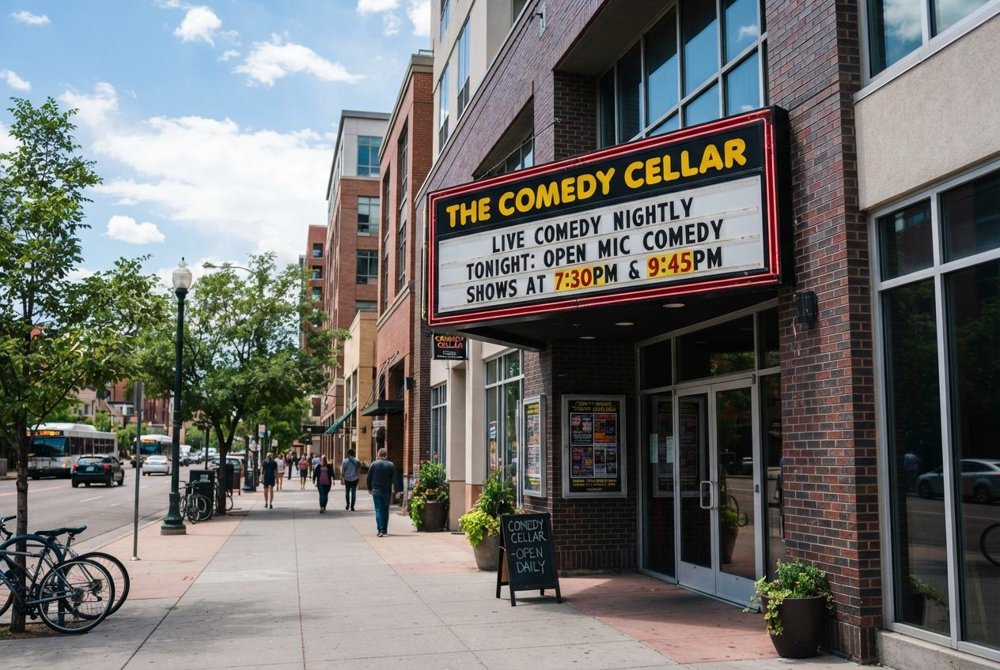 THE COMEDY CELLAR
LIVE COMEDY NIGHTLY
TONIGHT: OPEN MIC COMEDY
SHOWS AT 7:30PM & 9:45PM
COMEDY
CELLAR
-OPEN
DAILY